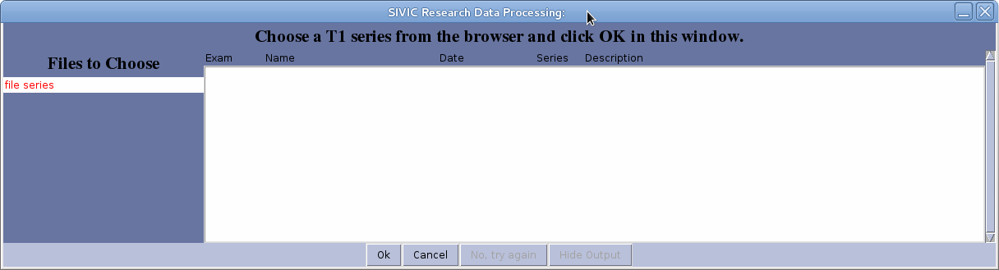 SIVIC Research Data Processing:
Choose a T1 series from the browser and click OK in this window.
Files to Choose
Exam Name Date Series Description
file series
Ok Cancel No, try again Hide Output